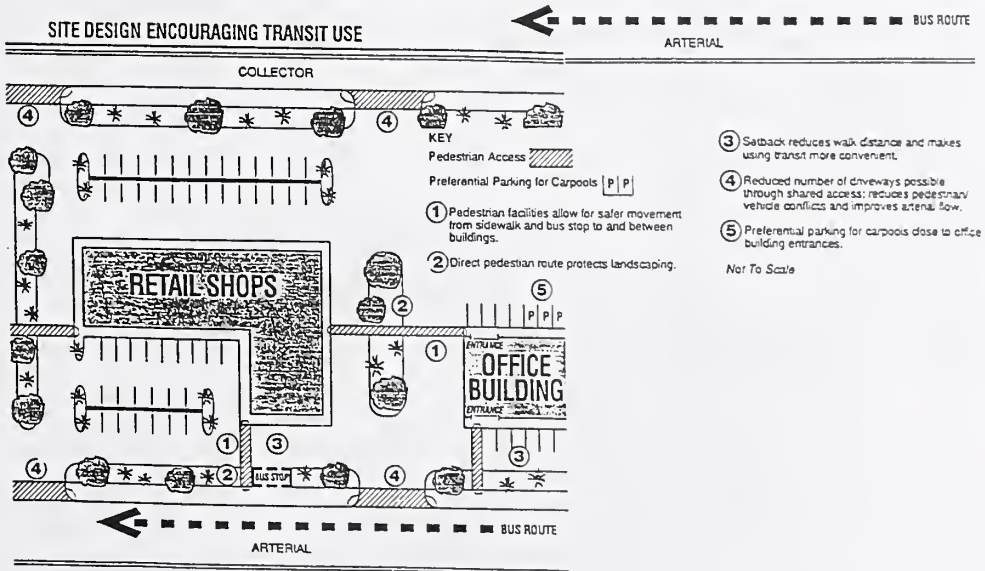 SITE DESIGN ENCOURAGING TRANSIT USE
BUS ROUTE
ARTERIAL
COLLECTOR
4
4
KEY
Pedestrian Access
Preferential Parking for Carpools P P
1 Pedestrian facilities allow for safer movement
from sidewalk and bus stop to and between
buildings.
2 Direct pedestian route protects landscaping.
3 Satback reduces walk distance and makes
using transit more convenient.
4 Reduced number of driveways possible
through shared access; reduces pedestrian/
vehicle conflicts and improves arterial flow.
5 Preferential parking for carpools close to office
building entrances.
Not To Scale
RETAIL SHOPS
2
5
P P P
1
ENTRANCE
OFFICE
BUILDING
ENTRANCE
1
3
3
4
2
BUS STOP
4
BUS ROUTE
ARTERIAL